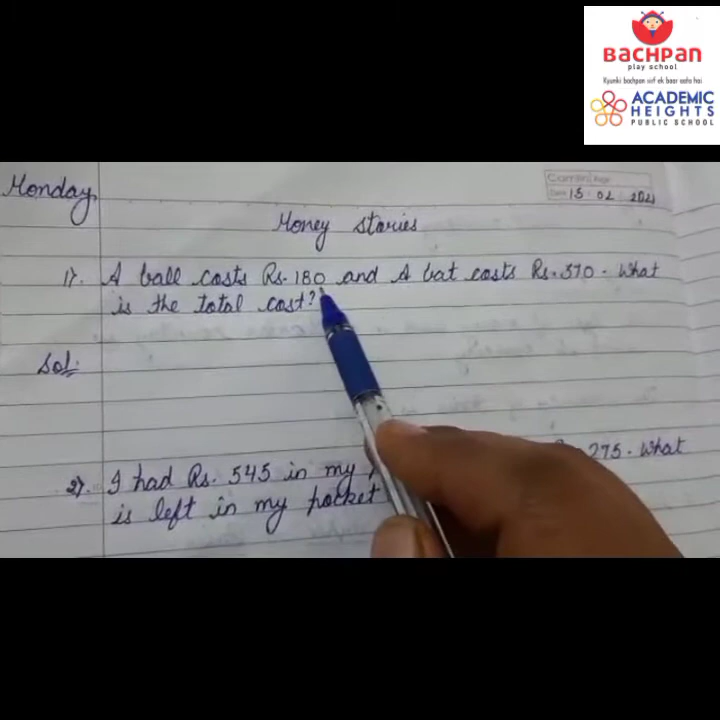 BACHPAN
play school
Kyunki bachpan sirf ek baar aata hai
ACADEMIC
HEIGHTS
PUBLIC SCHOOL
Monday
Date 15 02 2021
Money Stories
1). A ball costs Rs. 180 and A bat costs Rs. 370. What
is the total cost?
Sol:
2). I had Rs. 545 in my 275. What
is left in my pocket